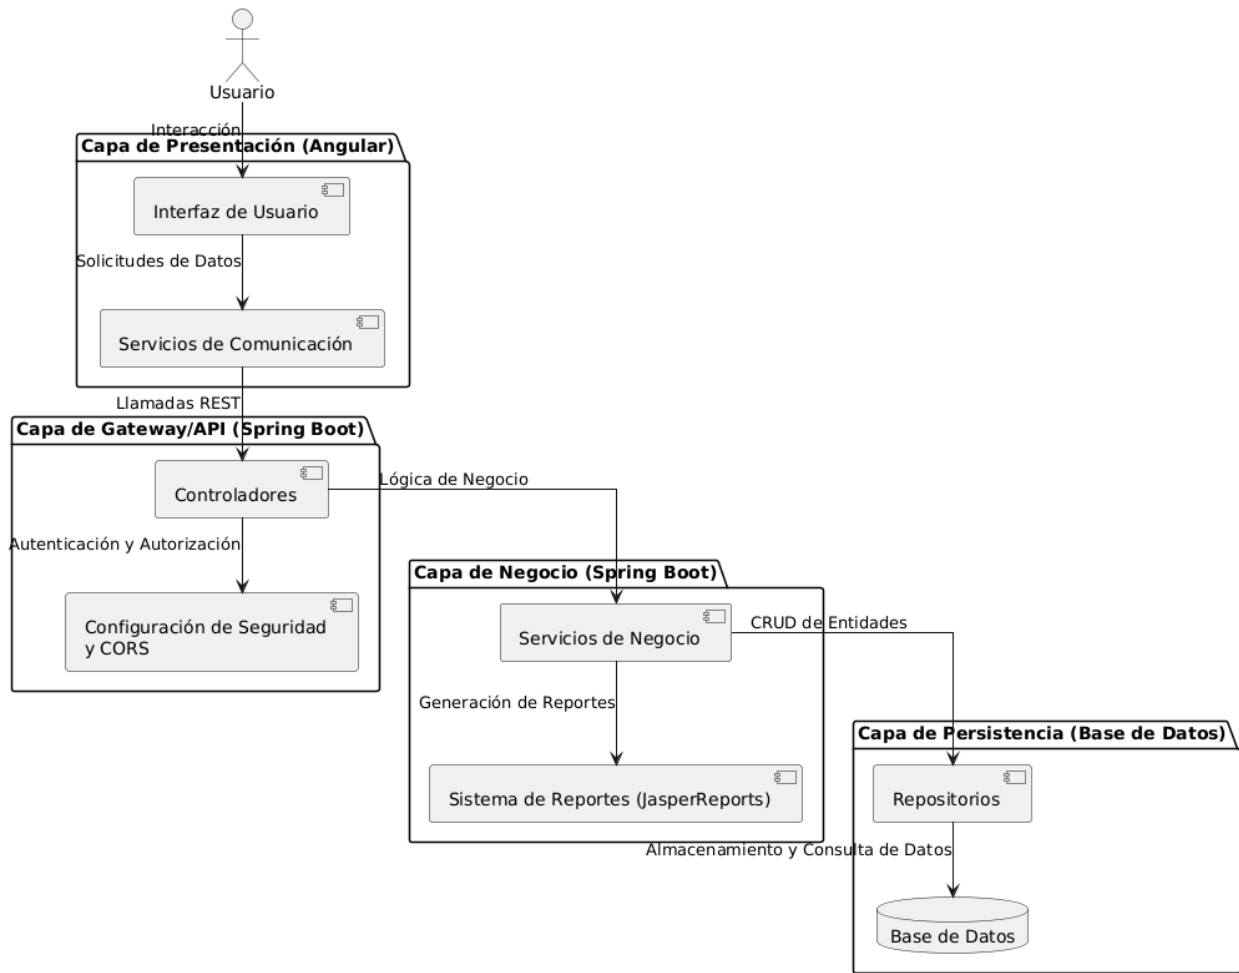 Usuario
Interacción
Capa de Presentación (Angular)
Interfaz de Usuario
Solicitudes de Datos
Servicios de Comunicación
Llamadas REST
Capa de Gateway/API (Spring Boot)
Controladores
Lógica de Negocio
Autenticación y Autorización
Configuración de Seguridad
y CORS
Capa de Negocio (Spring Boot)
Servicios de Negocio
CRUD de Entidades
Generación de Reportes
Sistema de Reportes (JasperReports)
Capa de Persistencia (Base de Datos)
Repositorios
Almacenamiento y Consulta de Datos
Base de Datos